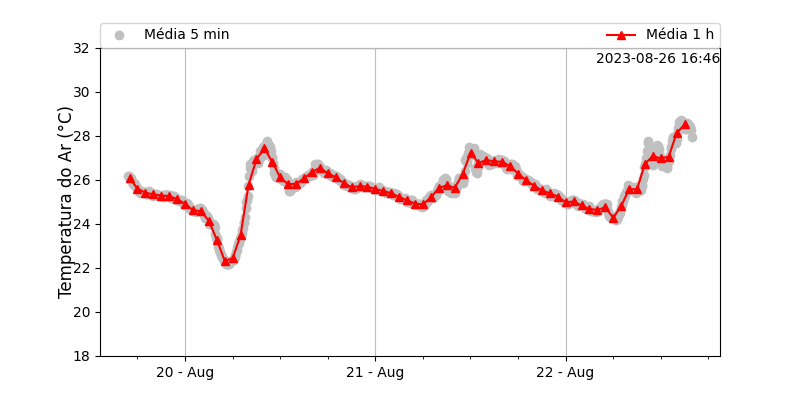 Média 5 min
Média 1 h
2023-08-26 16:46
Temperatura do Ar (°C)
32
30
28
26
24
22
20
18
20 - Aug
21 - Aug
22 - Aug